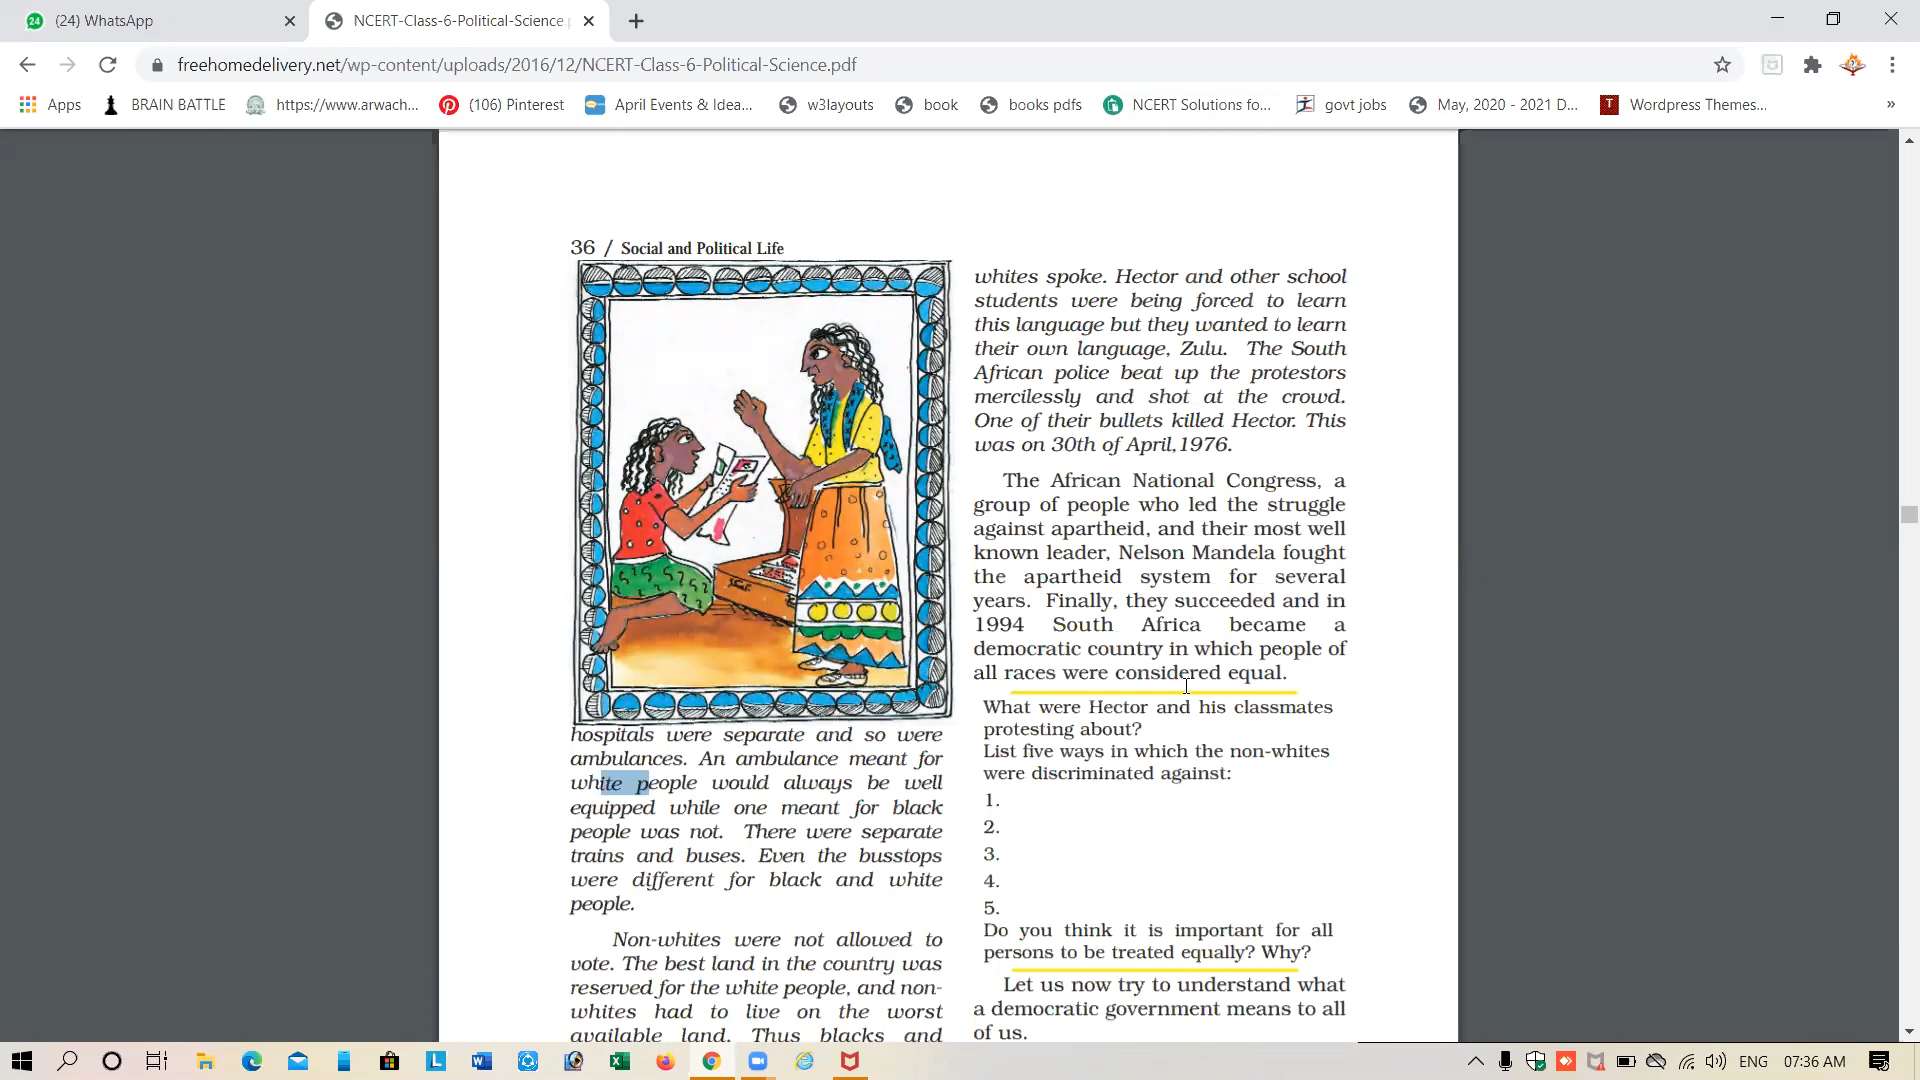 (24) WhatsApp
NCERT-Class-6-Political-Science p
freehomedelivery.net/wp-content/uploads/2016/12/NCERT-Class-6-Political-Science.pdf
Apps
BRAIN BATTLE
https://www.arwach...
(106) Pinterest
April Events & Idea...
w3layouts
book
books pdfs
NCERT Solutions fo...
govt jobs
May, 2020 - 2021 D...
Wordpress Themes...
»
36 / Social and Political Life
hospitals were separate and so were
ambulances. An ambulance meant for
white people would always be well
equipped while one meant for black
people was not. There were separate
trains and buses. Even the busstops
were different for black and white
people.
Non-whites were not allowed to
vote. The best land in the country was
reserved for the white people, and non-
whites had to live on the worst
available land. Thus blacks and
whites spoke. Hector and other school
students were being forced to learn
this language but they wanted to learn
their own language, Zulu. The South
African police beat up the protestors
mercilessly and shot at the crowd.
One of their bullets killed Hector. This
was on 30th of April,1976.
The African National Congress, a
group of people who led the struggle
against apartheid, and their most well
known leader, Nelson Mandela fought
the apartheid system for several
years. Finally, they succeeded and in
1994 South Africa became a
democratic country in which people of
all races were considered equal.
What were Hector and his classmates
protesting about?
List five ways in which the non-whites
were discriminated against:
1.
2.
3.
4.
5.
Do you think it is important for all
persons to be treated equally? Why?
Let us now try to understand what
a democratic government means to all
of us.
ENG
07:36 AM